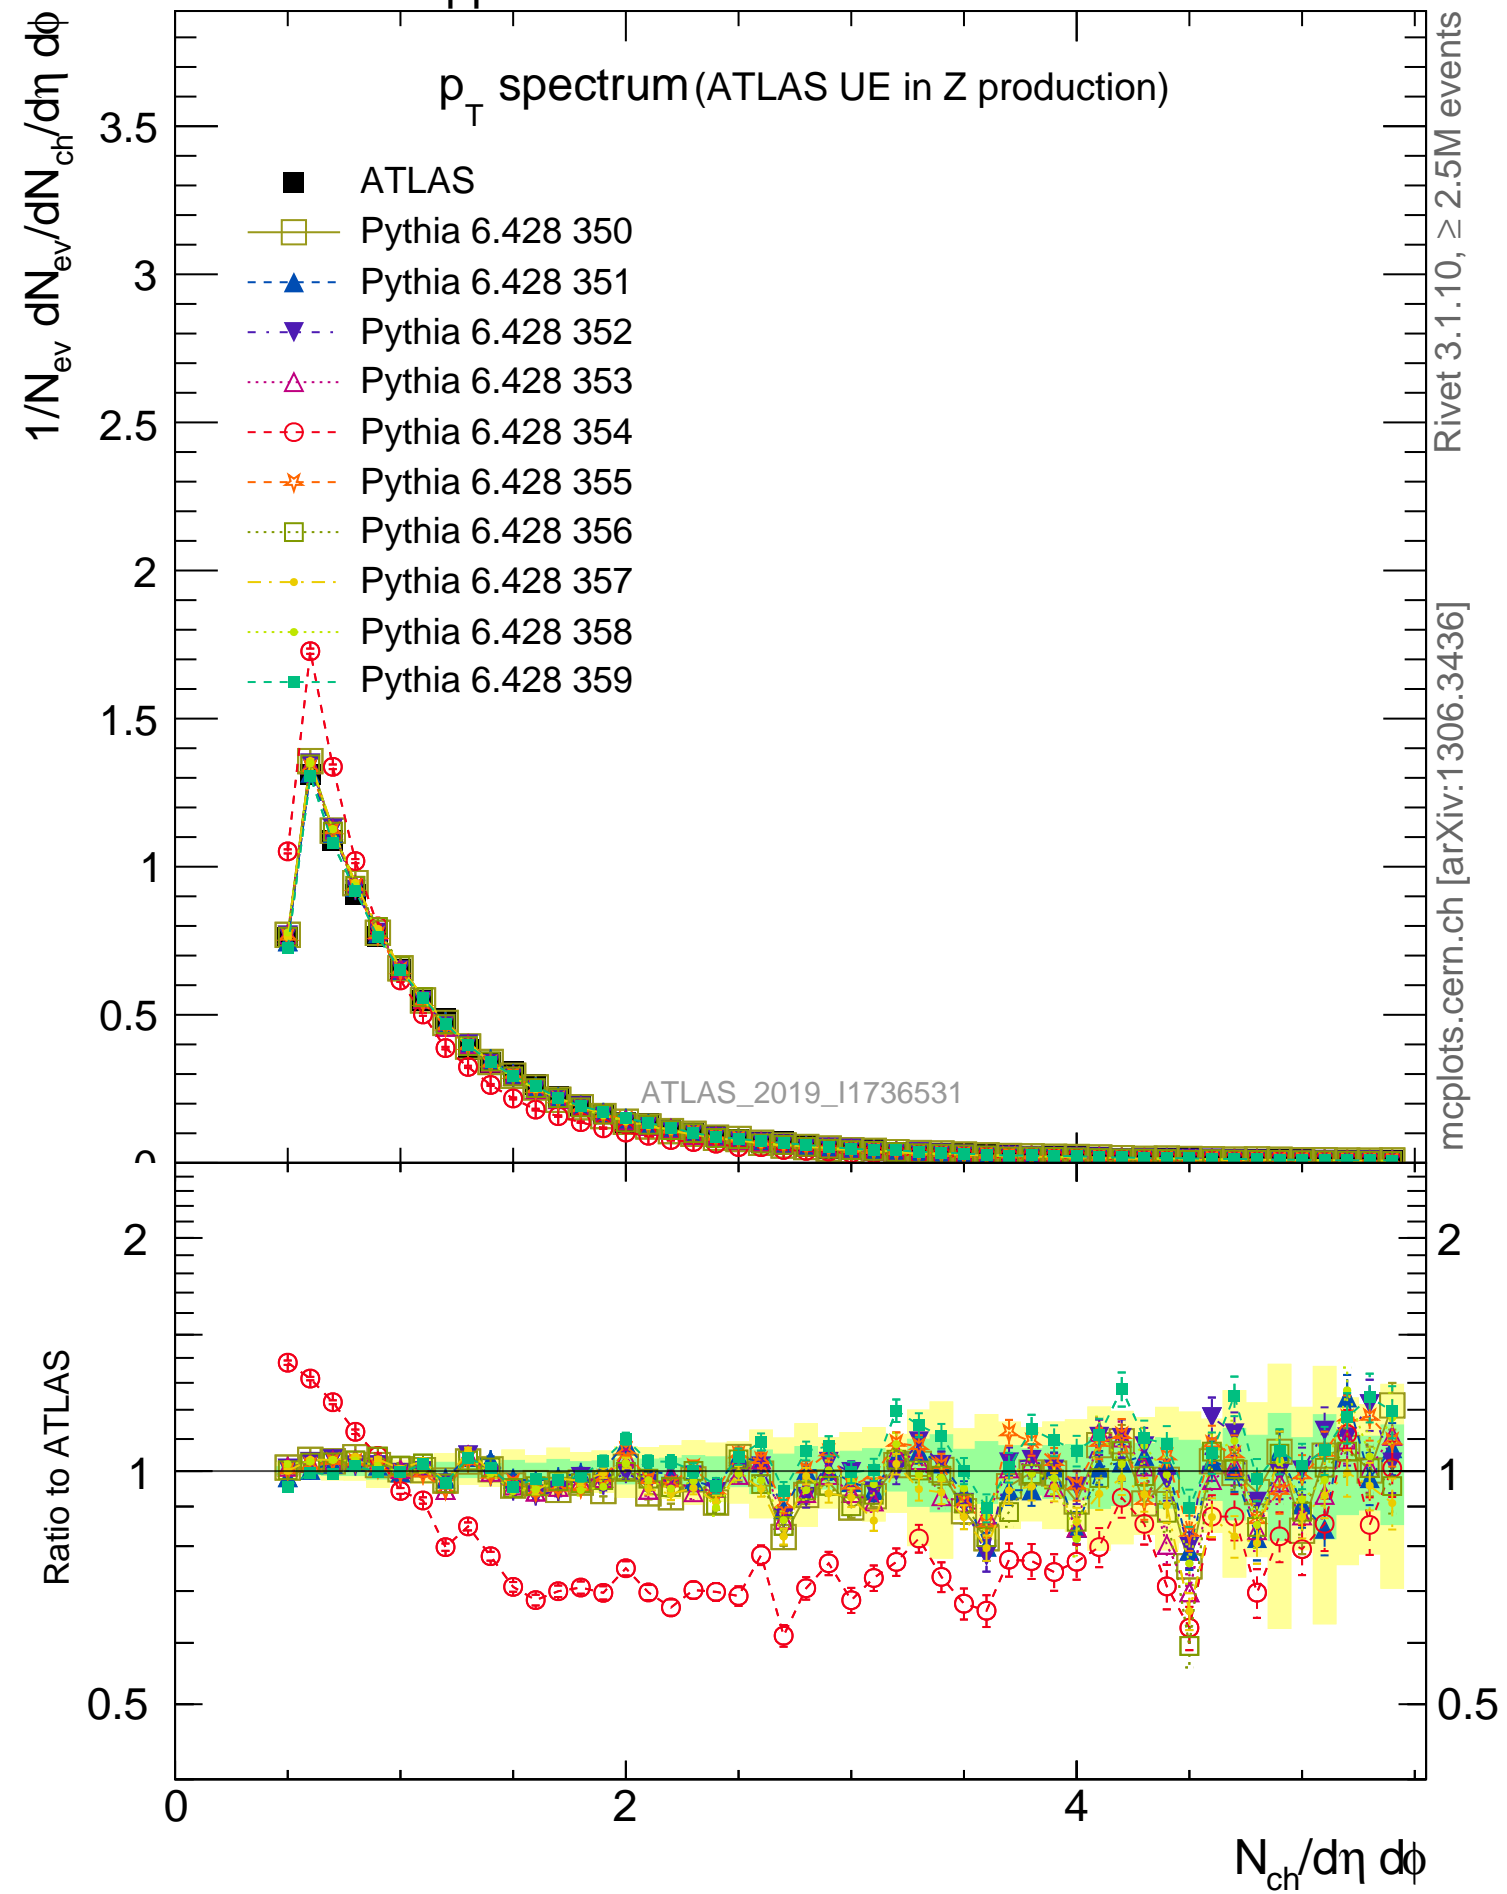 p_T spectrum (ATLAS UE in Z production)
1/N_ev dN_ev/dN_ch/dη dϕ
3.5
3
2.5
2
1.5
1
0.5
0
ATLAS
Pythia 6.428 350
Pythia 6.428 351
Pythia 6.428 352
Pythia 6.428 353
Pythia 6.428 354
Pythia 6.428 355
Pythia 6.428 356
Pythia 6.428 357
Pythia 6.428 358
Pythia 6.428 359
ATLAS_2019_I1736531
Rivet 3.1.10, ≥ 2.5M events
mcplots.cern.ch [arXiv:1306.3436]
Ratio to ATLAS
2
1
0.5
2
1
0.5
0
2
4
N_ch/dη dϕ